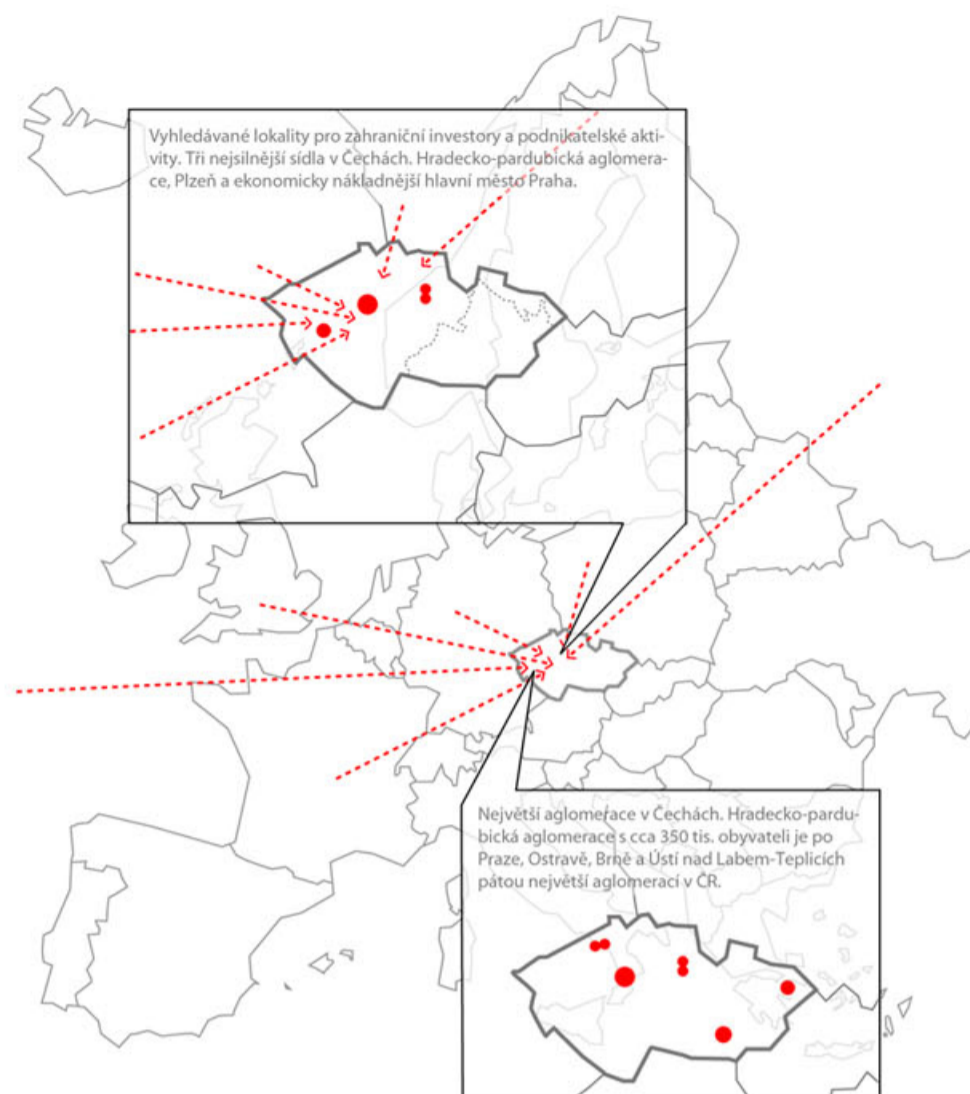 Vyhledávané lokality pro zahraniční investory a podnikatelské akti-
vity. Tři nejsilnější sídla v Čechách. Hradecko-pardubická aglomera-
ce, Plzeň a ekonomicky nákladnější hlavní město Praha.
Největší aglomerace v Čechách. Hradecko-pardu-
bická aglomerace s cca 350 tis. obyvateli je po
Praze, Ostravě, Brně a Ústí nad Labem-Teplicích
pátou největší aglomerací v ČR.